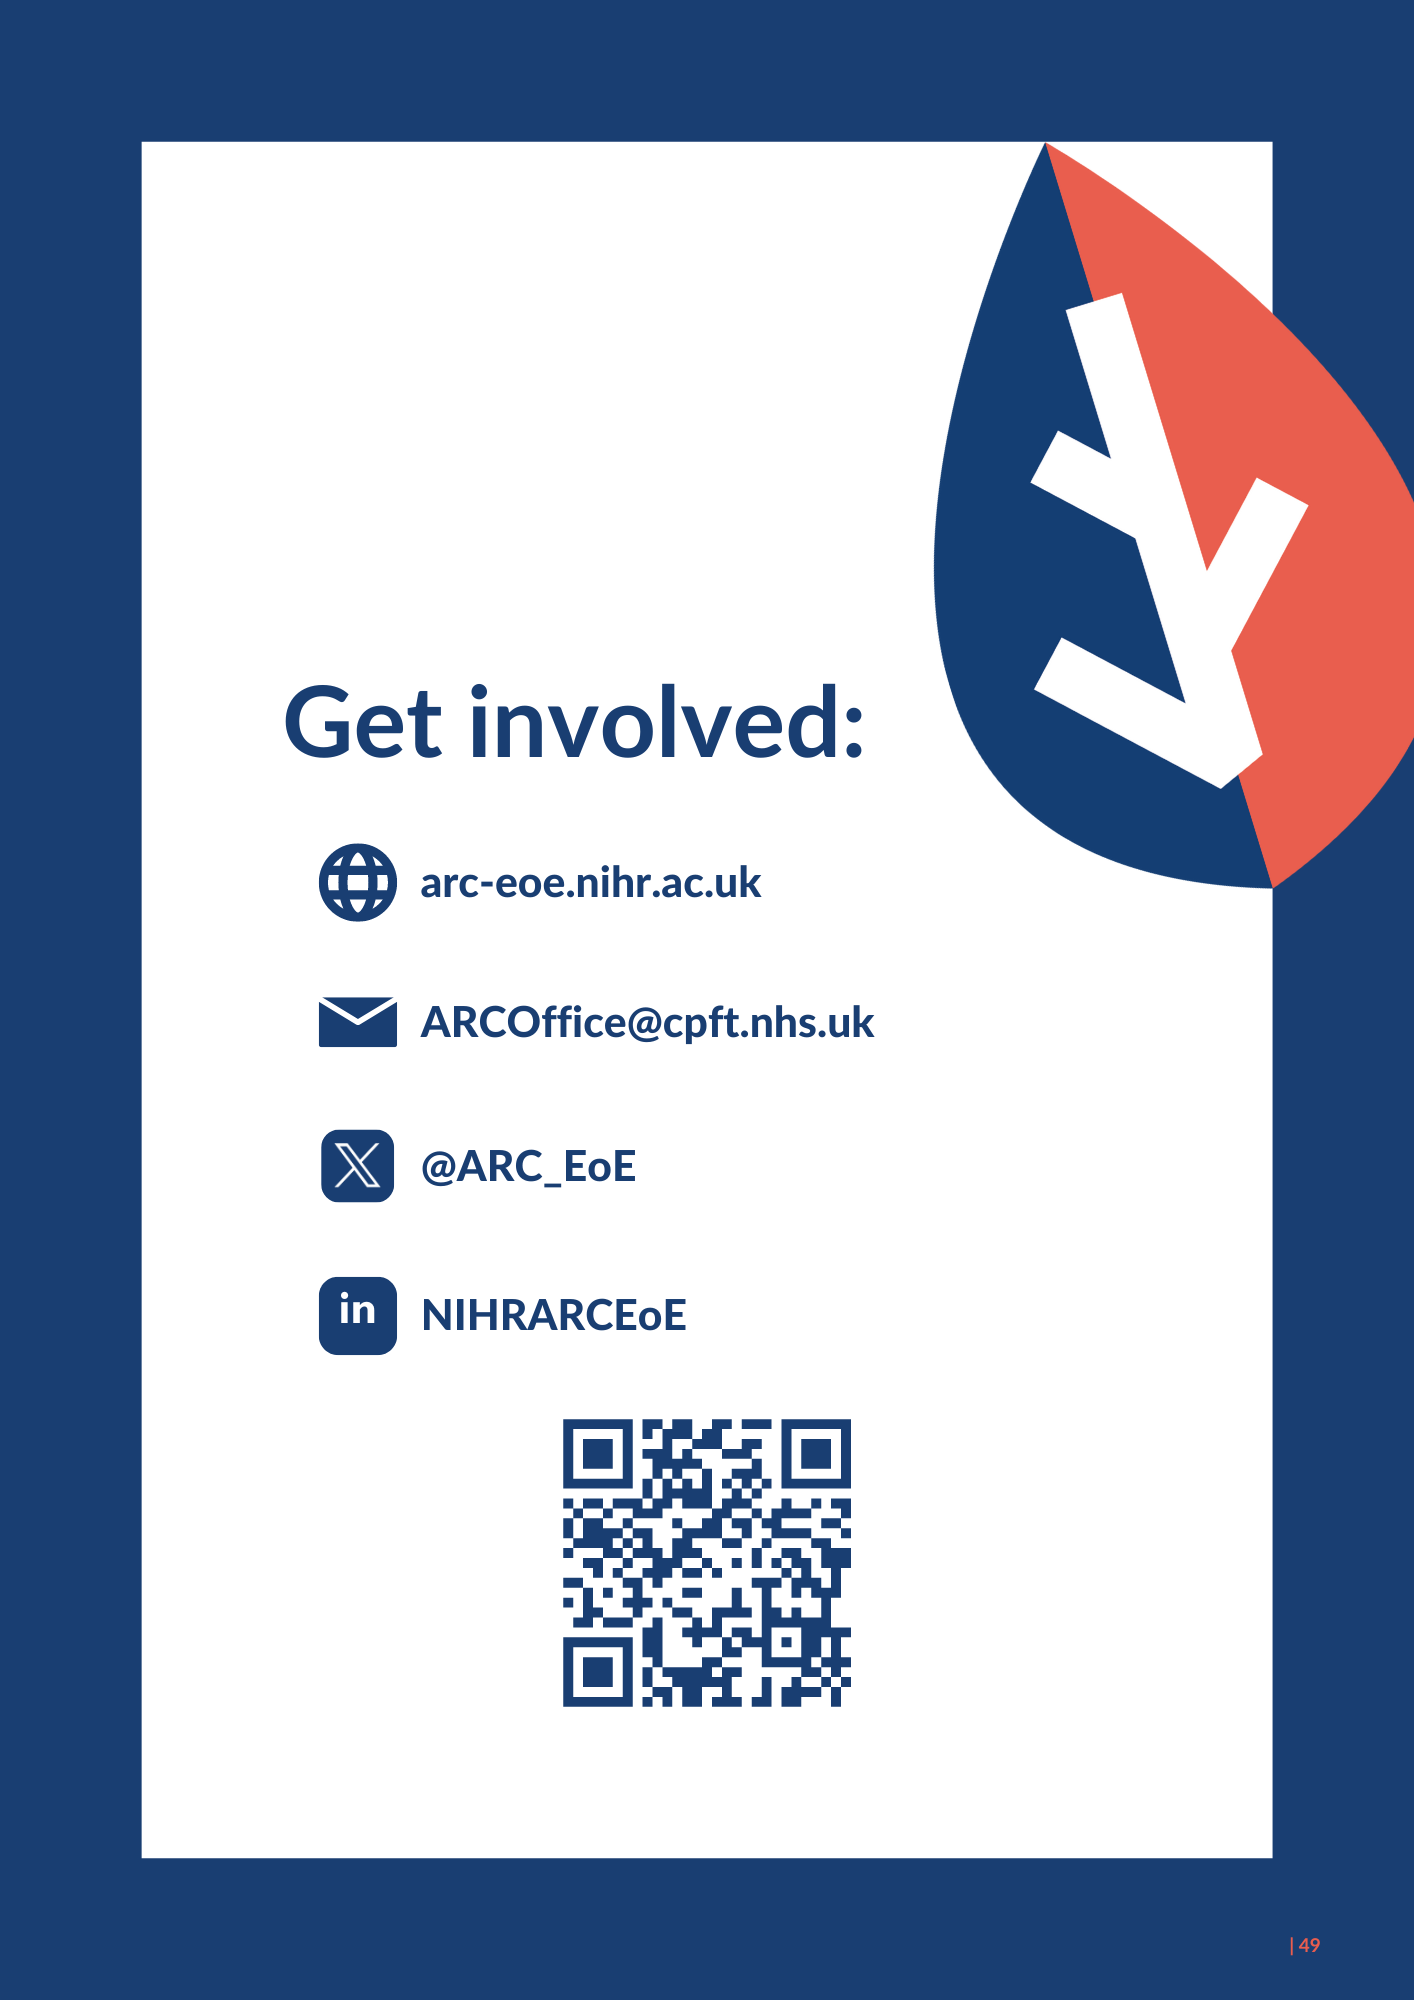 Get involved:
arc-eoe.nihr.ac.uk
ARCOffice@cpft.nhs.uk
@ARC_EoE
in
NIHRARCEoE
| 49